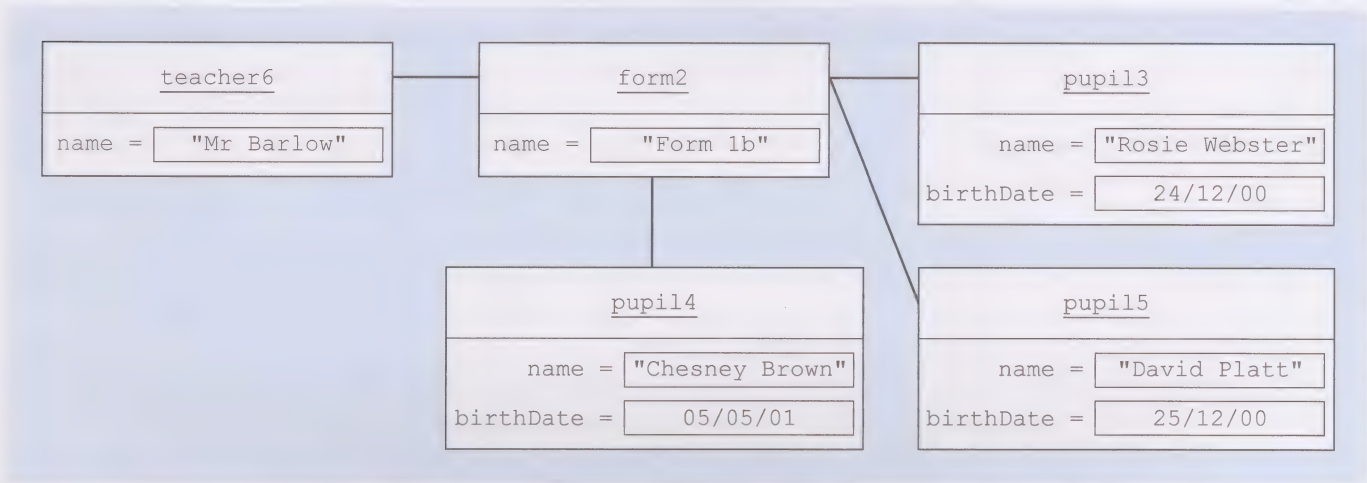 teacher6
name = "Mr Barlow"
form2
name = "Form 1b"
pupil3
name = "Rosie Webster"
birthDate = 24/12/00
pupil4
name = "Chesney Brown"
birthDate = 05/05/01
pupil5
name = "David Platt"
birthDate = 25/12/00